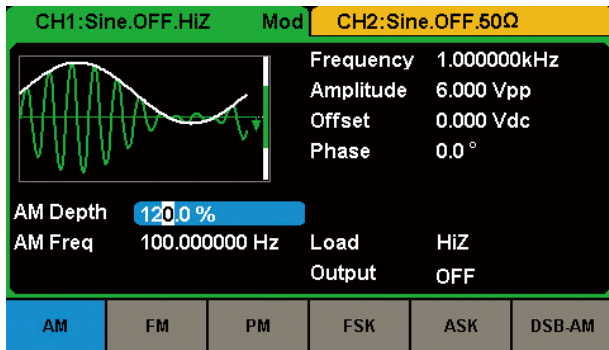 CH1:Sine.OFF.HiZ Mod CH2:Sine.OFF.50Ω
Frequency 1.000000kHz
Amplitude 6.000 Vpp
Offset 0.000 Vdc
Phase 0.0 °
AM Depth 120.0 %
AM Freq 100.000000 Hz Load HiZ
Output OFF
AM FM PM FSK ASK DSB-AM